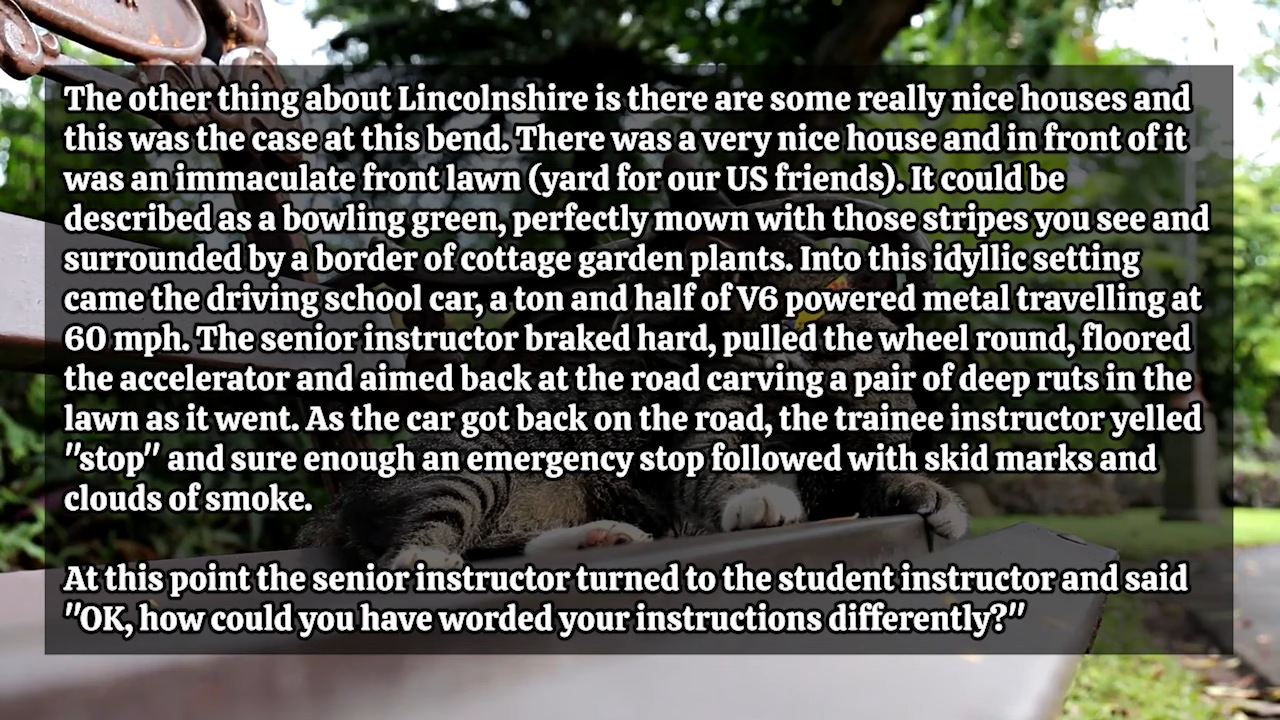 The other thing about Lincolnshire is there are some really nice houses and
this was the case at this bend. There was a very nice house and in front of it
was an immaculate front lawn (yard for our US friends). It could be
described as a bowling green, perfectly mown with those stripes you see and
surrounded by a border of cottage garden plants. Into this idyllic setting
came the driving school car, a ton and half of V6 powered metal travelling at
60 mph. The senior instructor braked hard, pulled the wheel round, floored
the accelerator and aimed back at the road carving a pair of deep ruts in the
lawn as it went. As the car got back on the road, the trainee instructor yelled
"stop" and sure enough an emergency stop followed with skid marks and
clouds of smoke.
At this point the senior instructor turned to the student instructor and said
"OK, how could you have worded your instructions differently?"